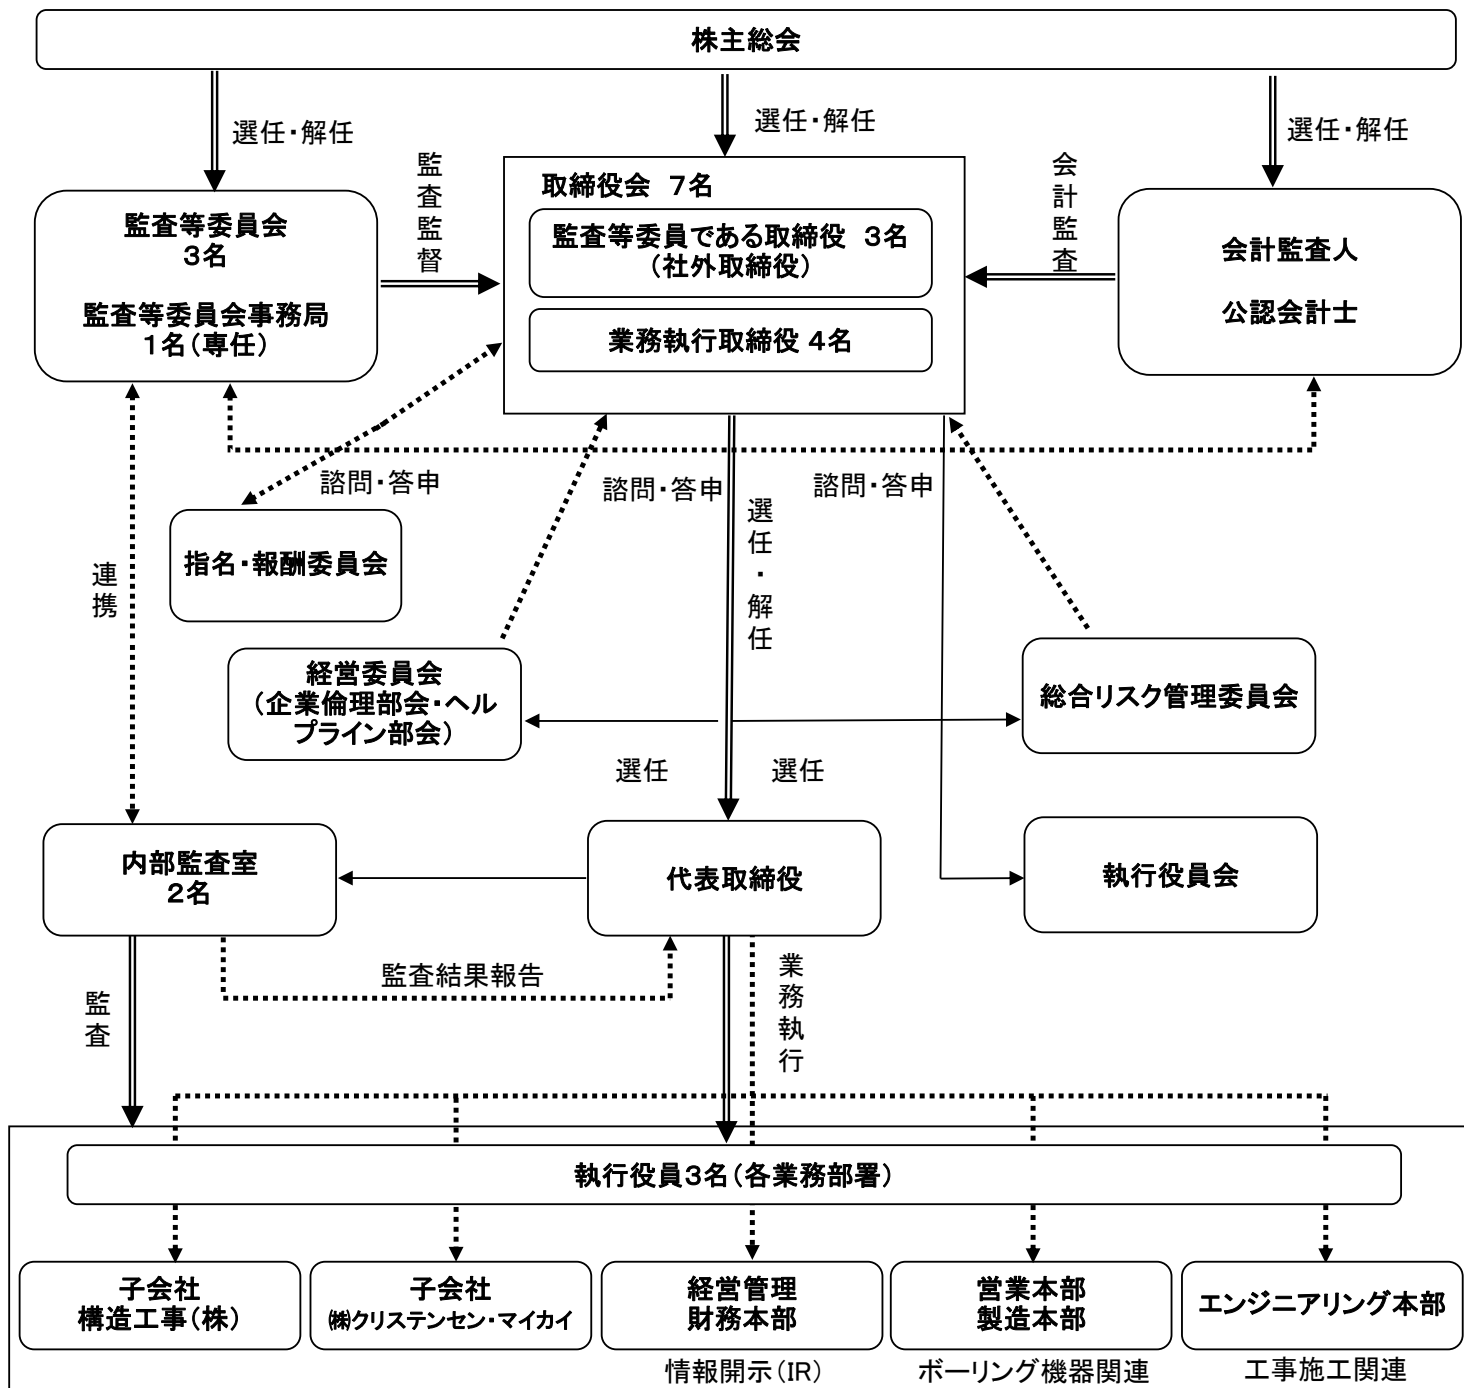 株主総会
選任・解任
選任・解任
選任・解任
監査監督
会計監査
取締役会　7名
監査等委員である取締役　3名
（社外取締役）
業務執行取締役 4名
監査等委員会
3名
監査等委員会事務局
1名（専任）
会計監査人
公認会計士
諮問・答申
諮問・答申
諮問・答申
選任・解任
連携
指名・報酬委員会
経営委員会
（企業倫理部会・ヘル
プライン部会）
総合リスク管理委員会
選任
選任
内部監査室
2名
代表取締役
執行役員会
監査結果報告
業務執行
監査
執行役員3名（各業務部署）
子会社
構造工事（株）
子会社
㈱クリステンセン・マイカイ
経営管理
財務本部
営業本部
製造本部
エンジニアリング本部
情報開示（IR）
ボーリング機器関連
工事施工関連